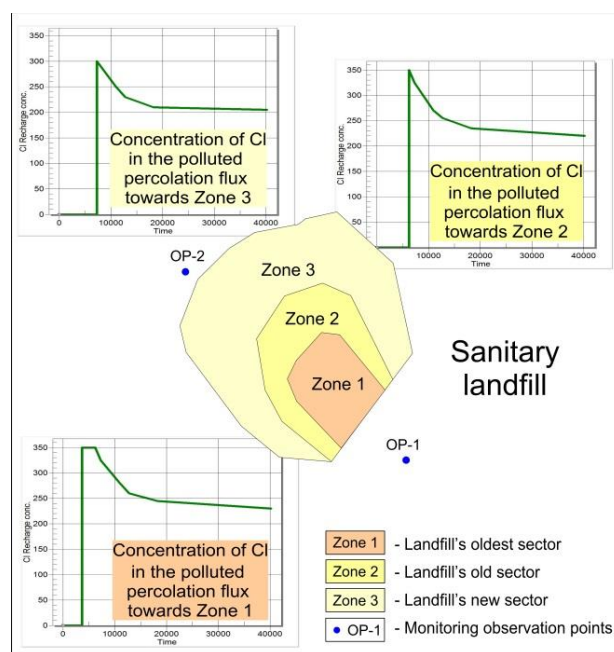 350
300
250
200
150
100
50
0
Cl Recharge conc.
0 10000 20000 30000 40000
Time
Concentration of Cl
in the polluted
percolation flux
towards Zone 3
350
300
250
200
150
100
50
0
Cl Recharge conc.
10000 20000 30000 40000
Time
Concentration of Cl
in the polluted
percolation flux
towards Zone 2
OP-2
Zone 3
Zone 2
Zone 1
Sanitary
landfill
OP-1
350
300
250
200
150
100
50
0
Cl Recharge conc.
0 10000 20000 30000 40000
Time
Concentration of Cl
in the polluted
percolation flux
towards Zone 1
Zone 1 - Landfill's oldest sector
Zone 2 - Landfill's old sector
Zone 3 - Landfill's new sector
OP-1 - Monitoring observation points